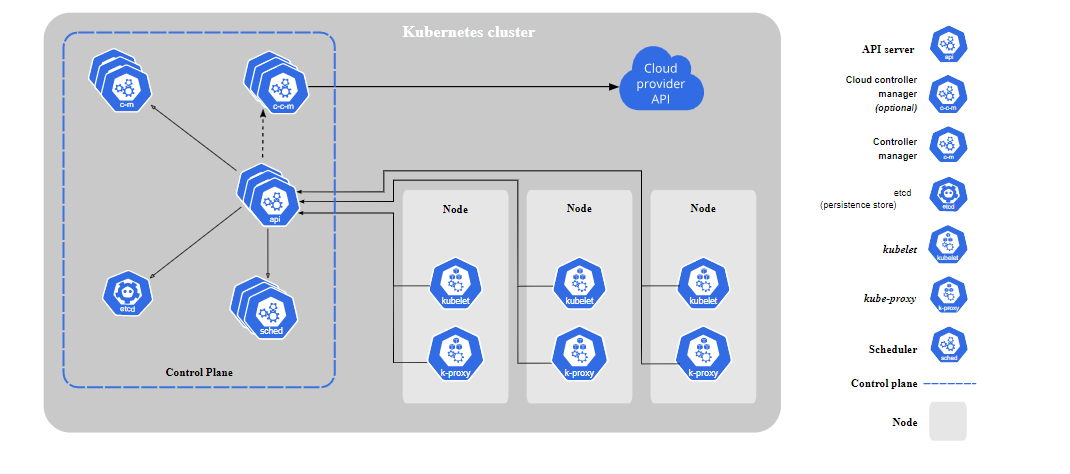 Kubernetes cluster
c-m
c-c-m
Cloud
provider
API
api
Node
Node
Node
etcd
sched
kubelet
kubelet
kubelet
k-proxy
k-proxy
k-proxy
Control Plane
API server
api
Cloud controller
manager
(optional)
c-c-m
Controller
manager
c-m
etcd
(persistence store)
etcd
kubelet
kubelet
kube-proxy
k-proxy
Scheduler
sched
Control plane
Node